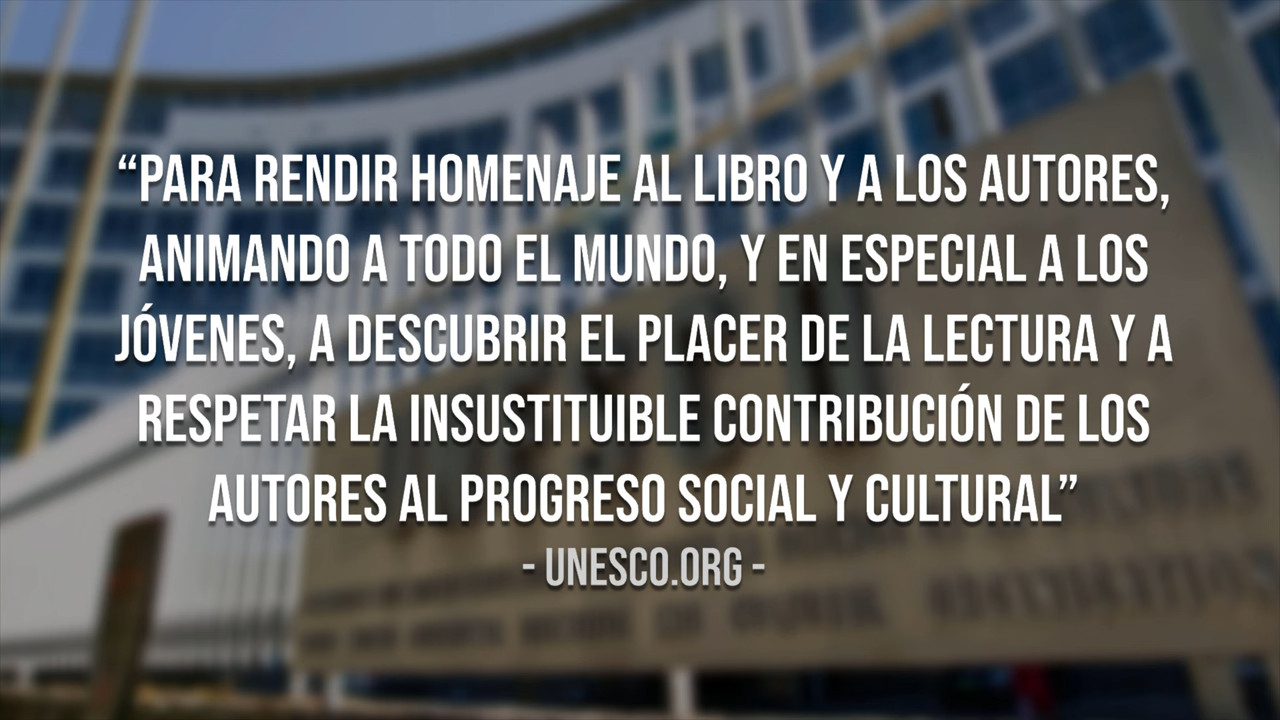 “PARA RENDIR HOMENAJE AL LIBRO Y A LOS AUTORES,
ANIMANDO A TODO EL MUNDO, Y EN ESPECIAL A LOS
JÓVENES, A DESCUBRIR EL PLACER DE LA LECTURA Y A
RESPETAR LA INSUSTITUIBLE CONTRIBUCIÓN DE LOS
AUTORES AL PROGRESO SOCIAL Y CULTURAL”
- UNESCO.ORG -